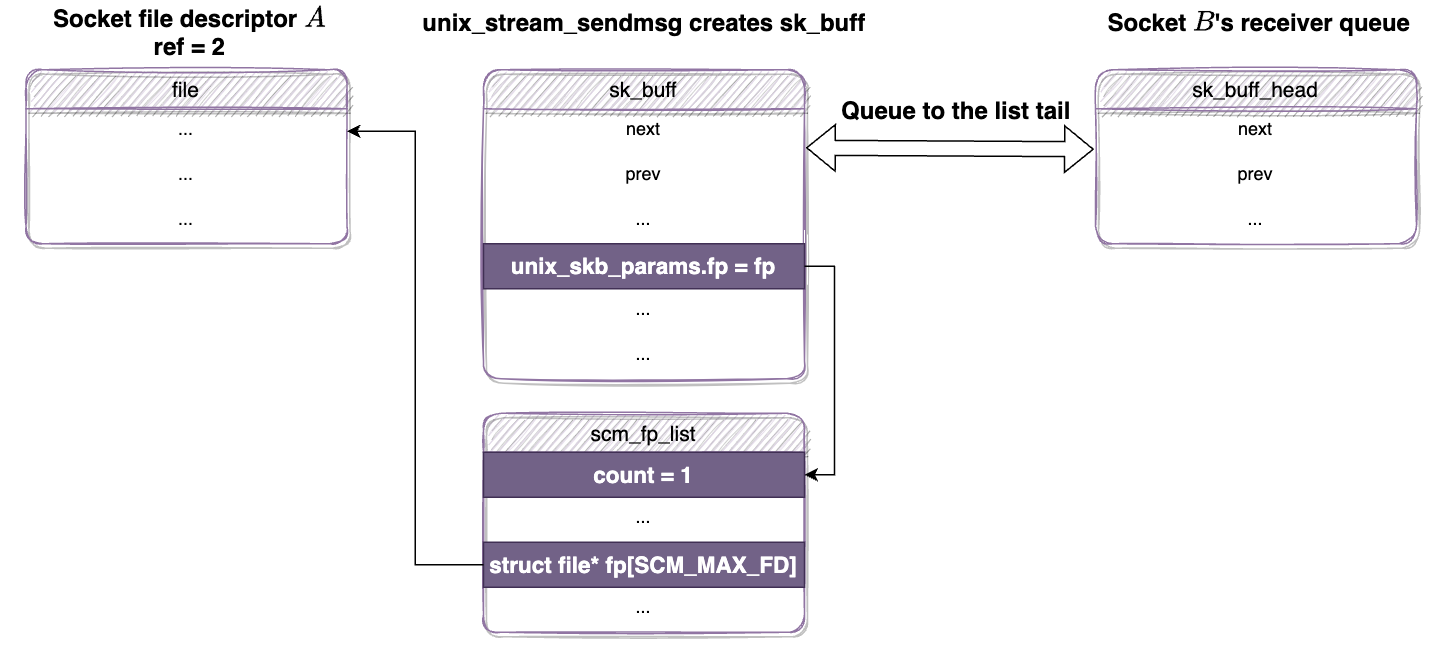 Socket file descriptor A
ref = 2
file
...
...
...
unix_stream_sendmsg creates sk_buff
sk_buff
next
prev
...
unix_skb_params.fp = fp
...
...
scm_fp_list
count = 1
...
struct file* fp[SCM_MAX_FD]
...
Queue to the list tail
Socket B's receiver queue
sk_buff_head
next
prev
...